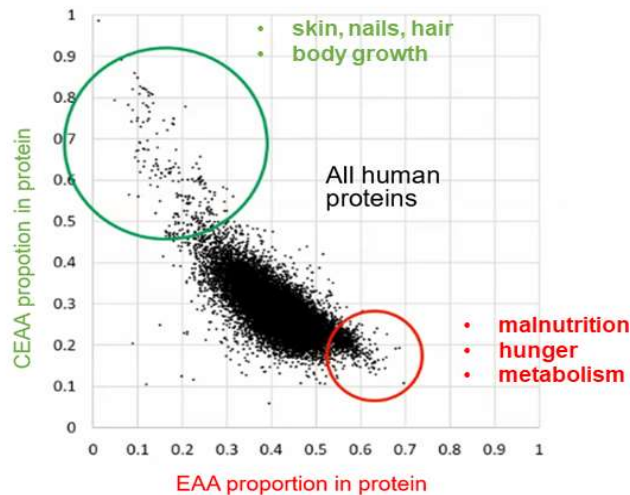 • skin, nails, hair
• body growth
1
0.9
0.8
0.7
0.6
0.5
0.4
0.3
0.2
0.1
0
CEAA propotion in protein
All human
proteins
• malnutrition
• hunger
• metabolism
0 0.1 0.2 0.3 0.4 0.5 0.6 0.7 0.8 0.9 1
EAA proportion in protein